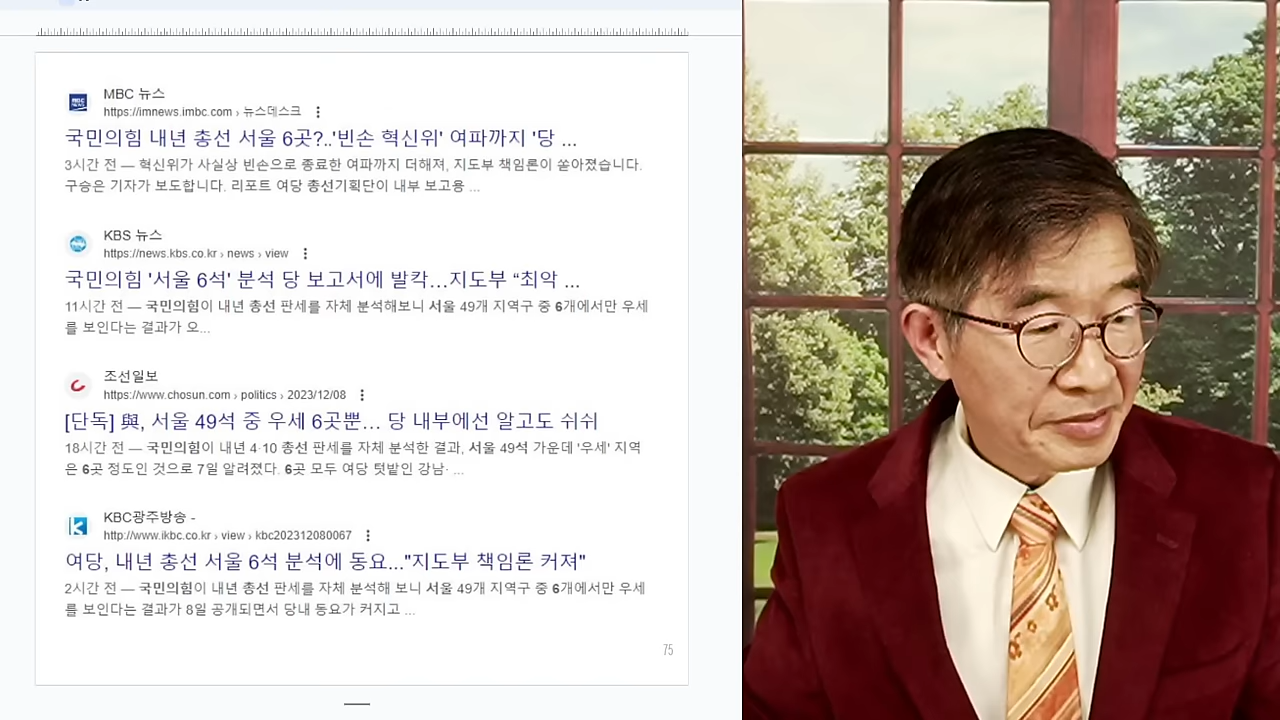 MBC 뉴스
https://imnews.imbc.com › 뉴스데스크
국민의힘 내년 총선 서울 6곳?..'빈손 혁신위' 여파까지 '당 ...
3시간 전 — 혁신위가 사실상 빈손으로 종료한 여파까지 더해져, 지도부 책임론이 쏟아졌습니다.
구승은 기자가 보도합니다. 리포트 여당 총선기획단이 내부 보고용 ...
KBS 뉴스
https://news.kbs.co.kr › news › view
국민의힘 '서울 6석' 분석 당 보고서에 발칵…지도부 “최악 ...
11시간 전 — 국민의힘이 내년 총선 판세를 자체 분석해보니 서울 49개 지역구 중 6개에서만 우세
를 보인다는 결과가 오...
조선일보
https://www.chosun.com › politics › 2023/12/08
[단독] 與, 서울 49석 중 우세 6곳뿐… 당 내부에선 알고도 쉬쉬
18시간 전 — 국민의힘이 내년 4·10 총선 판세를 자체 분석한 결과, 서울 49석 가운데 '우세' 지역
은 6곳 정도인 것으로 7일 알려졌다. 6곳 모두 여당 텃밭인 강남· ...
KBC광주방송 -
http://www.ikbc.co.kr › view › kbc202312080067
여당, 내년 총선 서울 6석 분석에 동요..."지도부 책임론 커져"
2시간 전 — 국민의힘이 내년 총선 판세를 자체 분석해 보니 서울 49개 지역구 중 6개에서만 우세
를 보인다는 결과가 8일 공개되면서 당내 동요가 커지고 ...
75